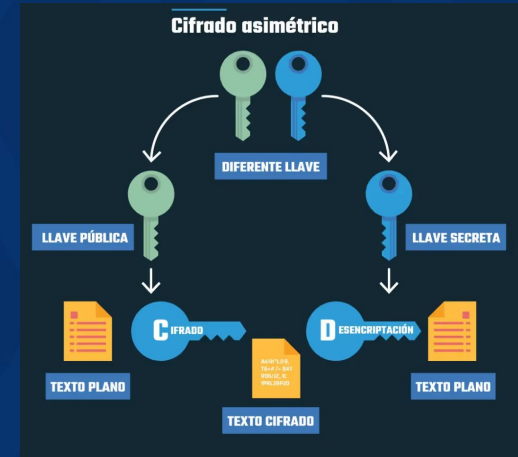 Cifrado asimétrico
DIFERENTE LLAVE
LLAVE PÚBLICA
LLAVE SECRETA
CIFRADO
DESENCRIPTACIÓN
TEXTO PLANO
TEXTO CIFRADO
TEXTO PLANO